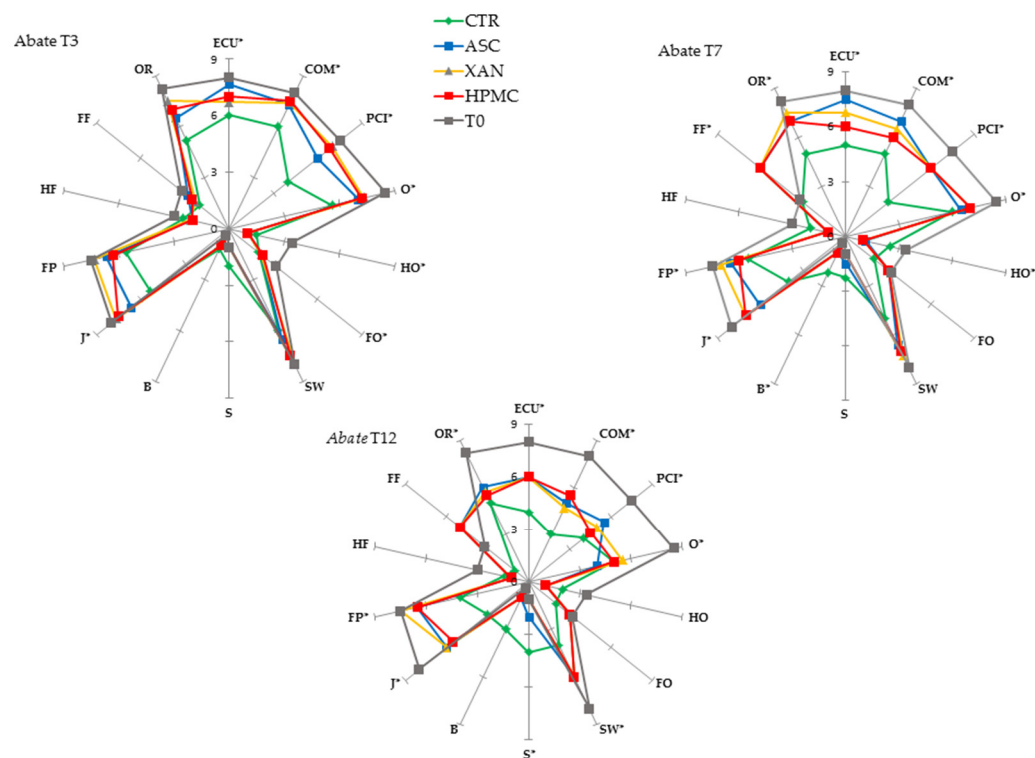 CTR
ASC
XAN
HPMC
T0
Abate T3
ECU*
COM*
PCI*
O*
HO*
FO*
SW
S
B
J*
FP
HF
FF
OR
9
6
3
0
Abate T7
ECU*
COM*
PCI*
O*
HO*
FO
SW
S
B*
J*
FP*
HF
FF*
OR*
9
6
3
0
Abate T12
ECU*
COM*
PCI*
O*
HO
FO
SW*
S*
B
J*
FP*
HF
FF
OR*
9
6
3
0